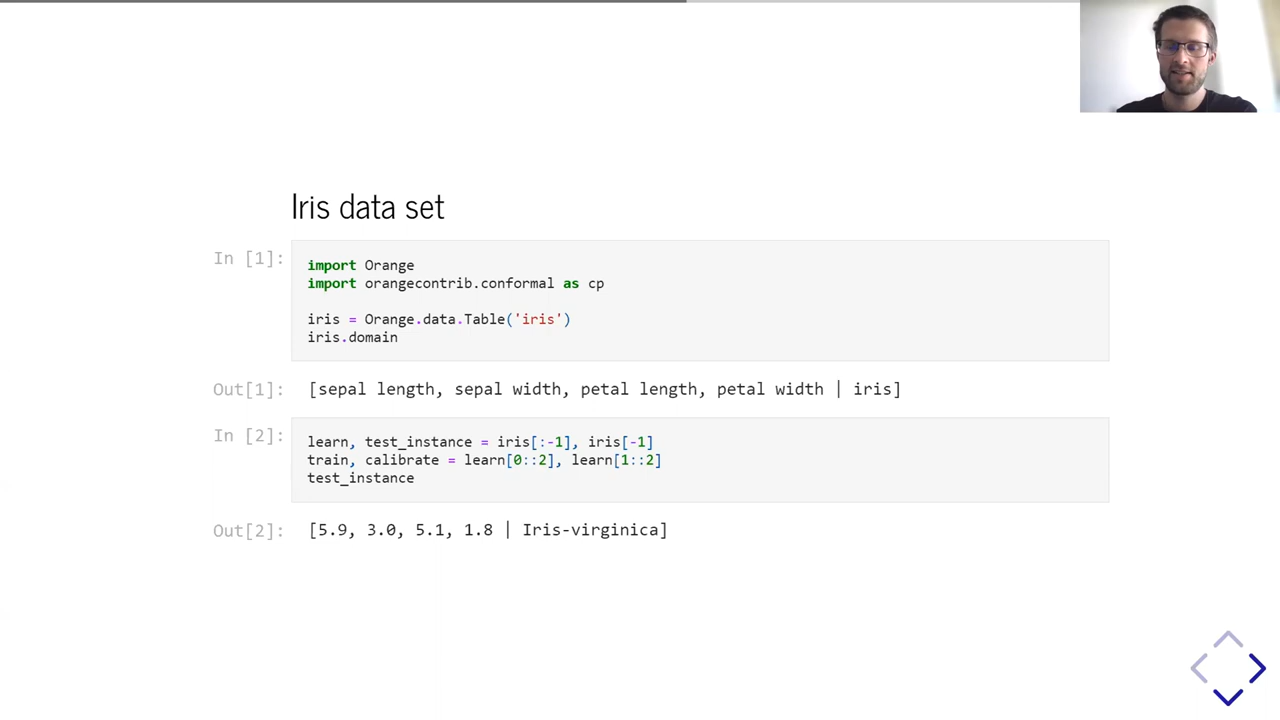 Iris data set
In [1]:
import Orange
import orangecontrib.conformal as cp
iris = Orange.data.Table('iris')
iris.domain
Out[1]: [sepal length, sepal width, petal length, petal width | iris]
In [2]:
learn, test_instance = iris[:-1], iris[-1]
train, calibrate = learn[0::2], learn[1::2]
test_instance
Out[2]: [5.9, 3.0, 5.1, 1.8 | Iris-virginica]